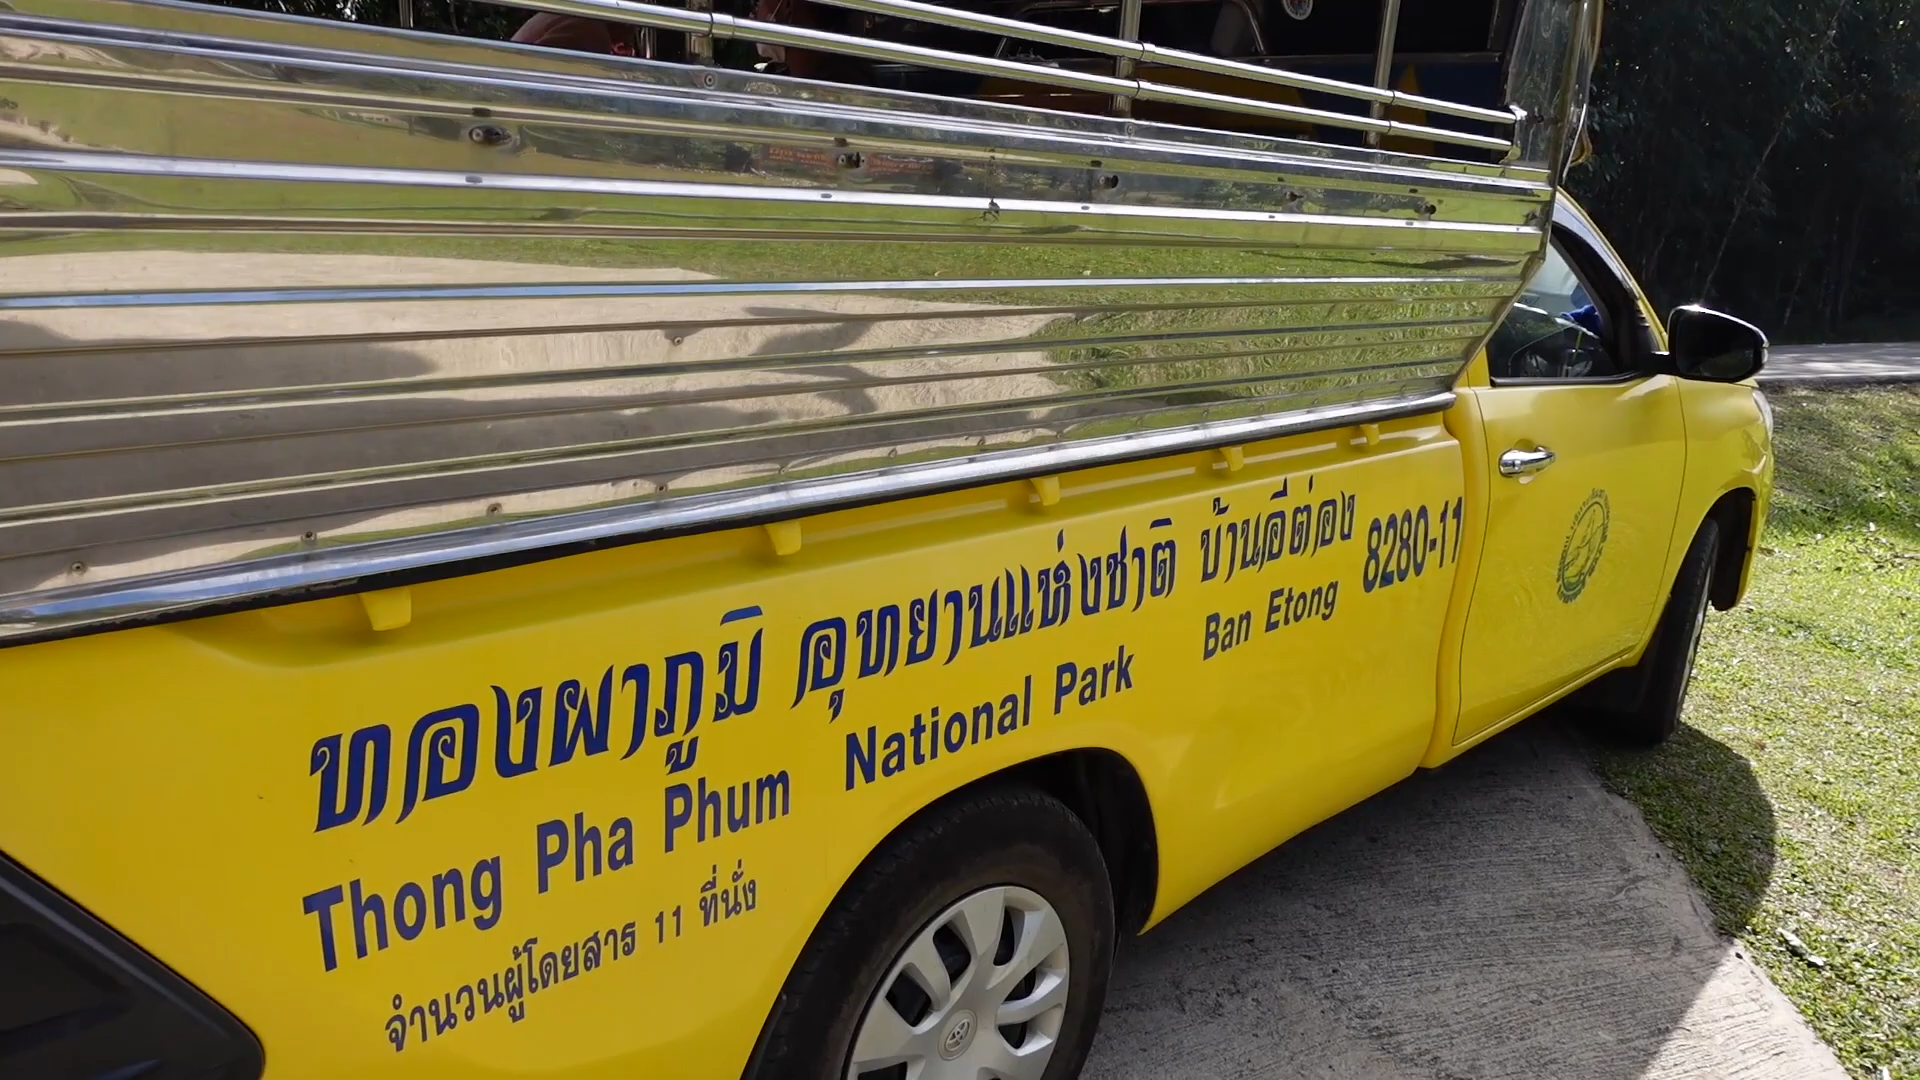 ทองผาภูมิ อุทยานแห่งชาติ บ้านอีต่อง 8280-11
Thong Pha Phum National Park Ban Etong
จำนวนผู้โดยสาร 11 ที่นั่ง